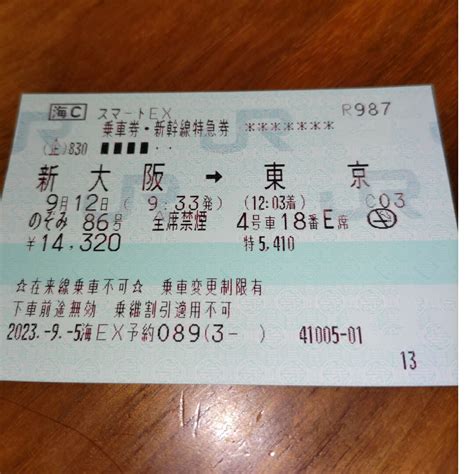 海C スマートEX R987
乗車券・新幹線特急券 *******
(止)830 ■■■■・・
新大阪 → 東京
9月12日 ( 9:33発) (12:03着) C03
のぞみ 86号 全席禁煙 4号車18番E席
¥14,320 特5,410
☆在来線乗車不可☆ 乗車変更制限有
下車前途無効 乗継割引適用不可
2023.-9.-5海EX予約089(3- ) 41005-01
13